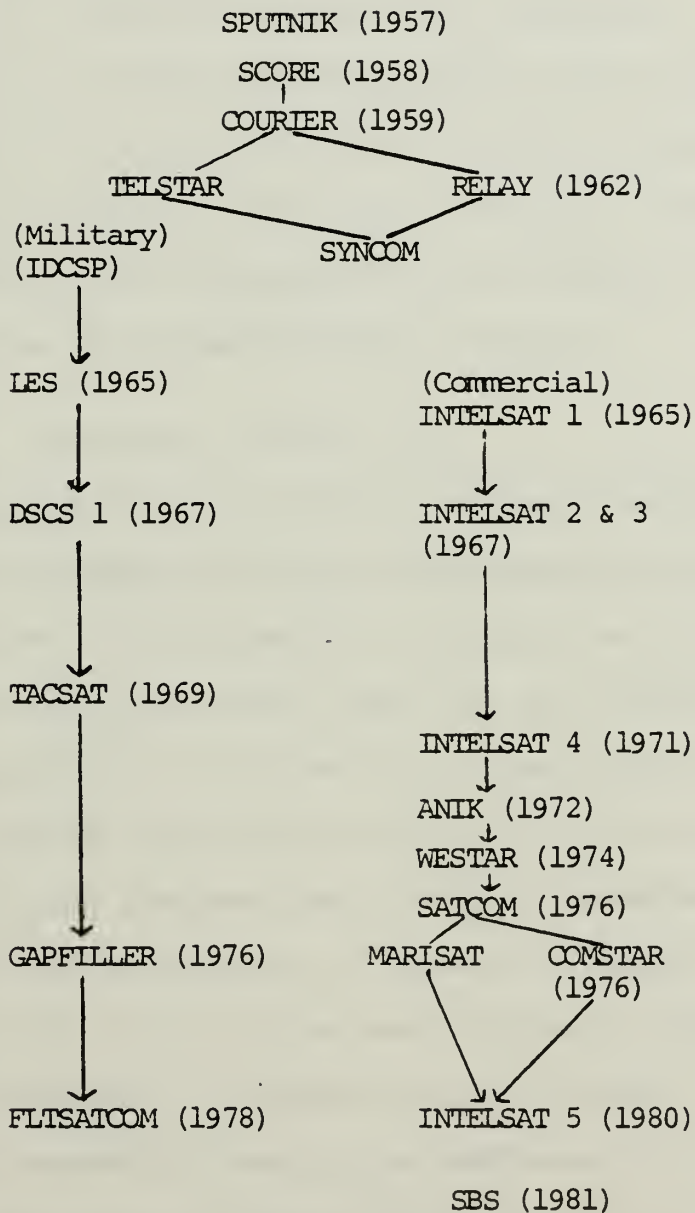 SPUTNIK (1957)
SCORE (1958)
COURIER (1959)
TELSTAR RELAY (1962)
(Military)
(IDCSP)
SYNCOM
LES (1965)
(Commercial)
INTELSAT 1 (1965)
DSCS 1 (1967)
INTELSAT 2 & 3
(1967)
TACSAT (1969)
INTELSAT 4 (1971)
ANIK (1972)
WESTAR (1974)
SATCOM (1976)
GAPFILLER (1976)
MARISAT COMSTAR
(1976)
FLTSATCOM (1978)
INTELSAT 5 (1980)
SBS (1981)